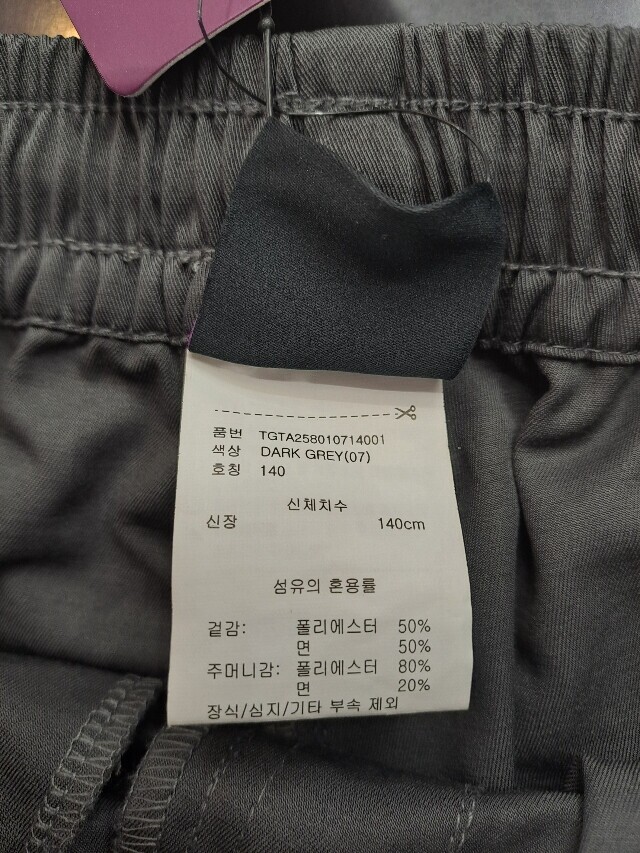 품번 TGTA258010714001
색상 DARK GREY(07)
호칭 140
신체치수
신장 140cm
섬유의 혼용률
겉감: 폴리에스터 50%
면 50%
주머니감: 폴리에스터 80%
면 20%
장식/심지/기타 부속 제외